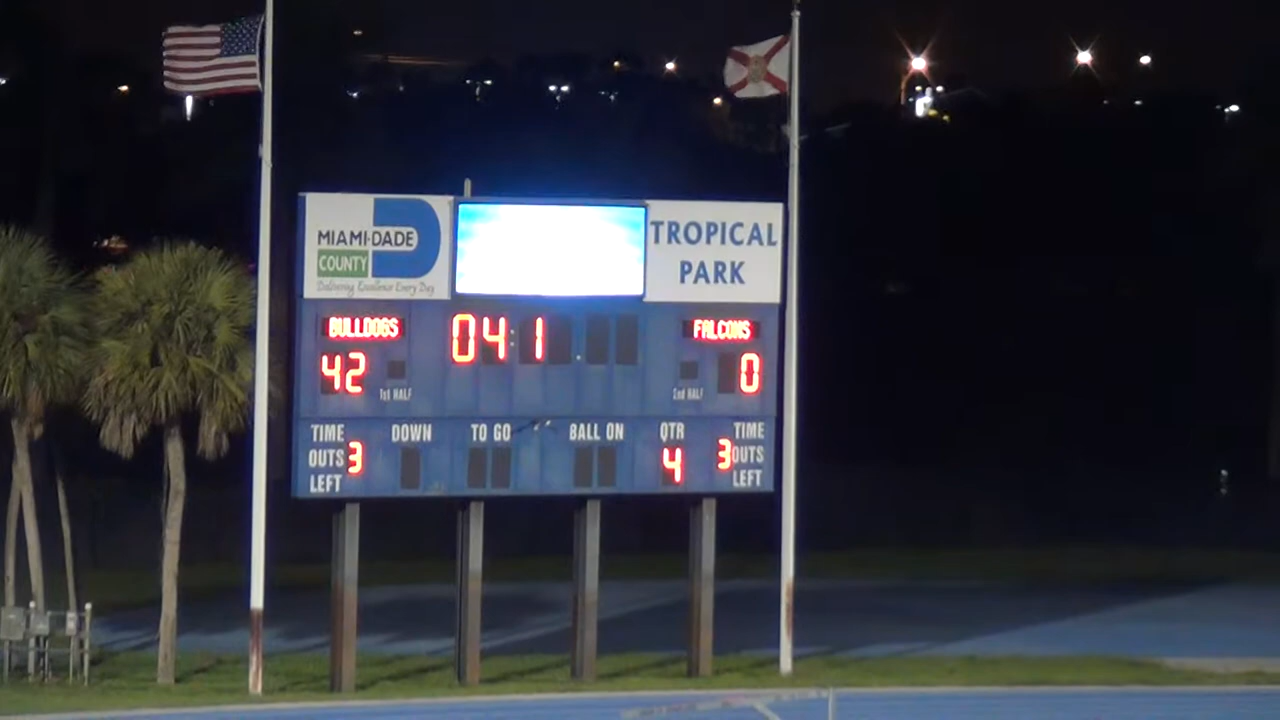 MIAMI-DADE
COUNTY
Delivering Excellence Every Day
TROPICAL
PARK
BULLDOGS
04:1
FALCONS
42
1st HALF
2nd HALF
0
TIME
OUTS 3
LEFT
DOWN
TO GO
BALL ON
QTR
4
TIME
3 OUTS
LEFT